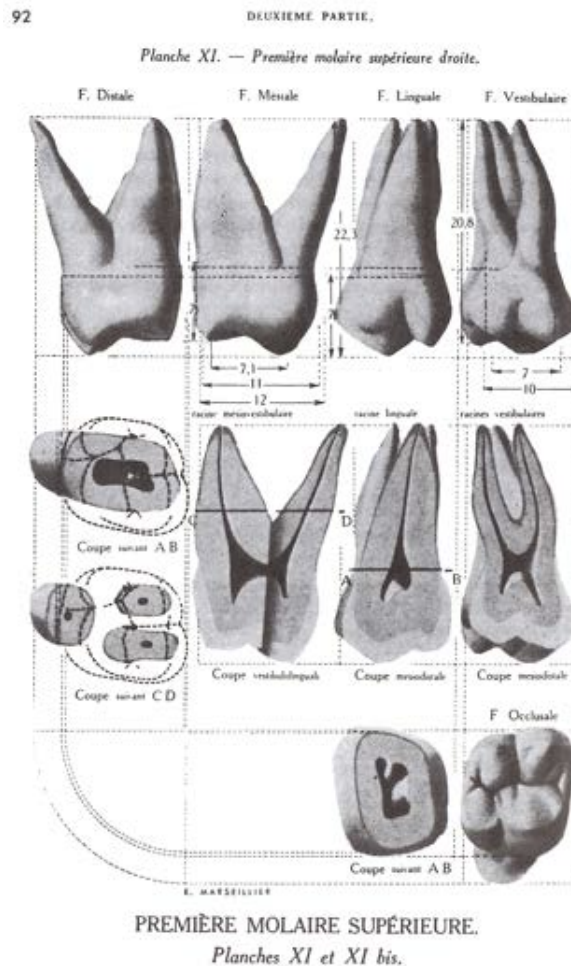 92
DEUXIEME PARTIE.
Planche XI. — Première molaire supérieure droite.
F. Distale F. Mesiale F. Linguale F. Vestibulaire
22,3 20,8
7
7,1 7
11 10
12
racine mesiovestibulaire racine linguale racines vestibulaires
C D
Coupe suivant A B
A B
Coupe vestibulolinguale Coupe mesiodistale Coupe mesiodistale
Coupe suivant C D
F Occlusale
Coupe suivant A B
E. MARSEILLIER
PREMIÈRE MOLAIRE SUPÉRIEURE.
Planches XI et XI bis.